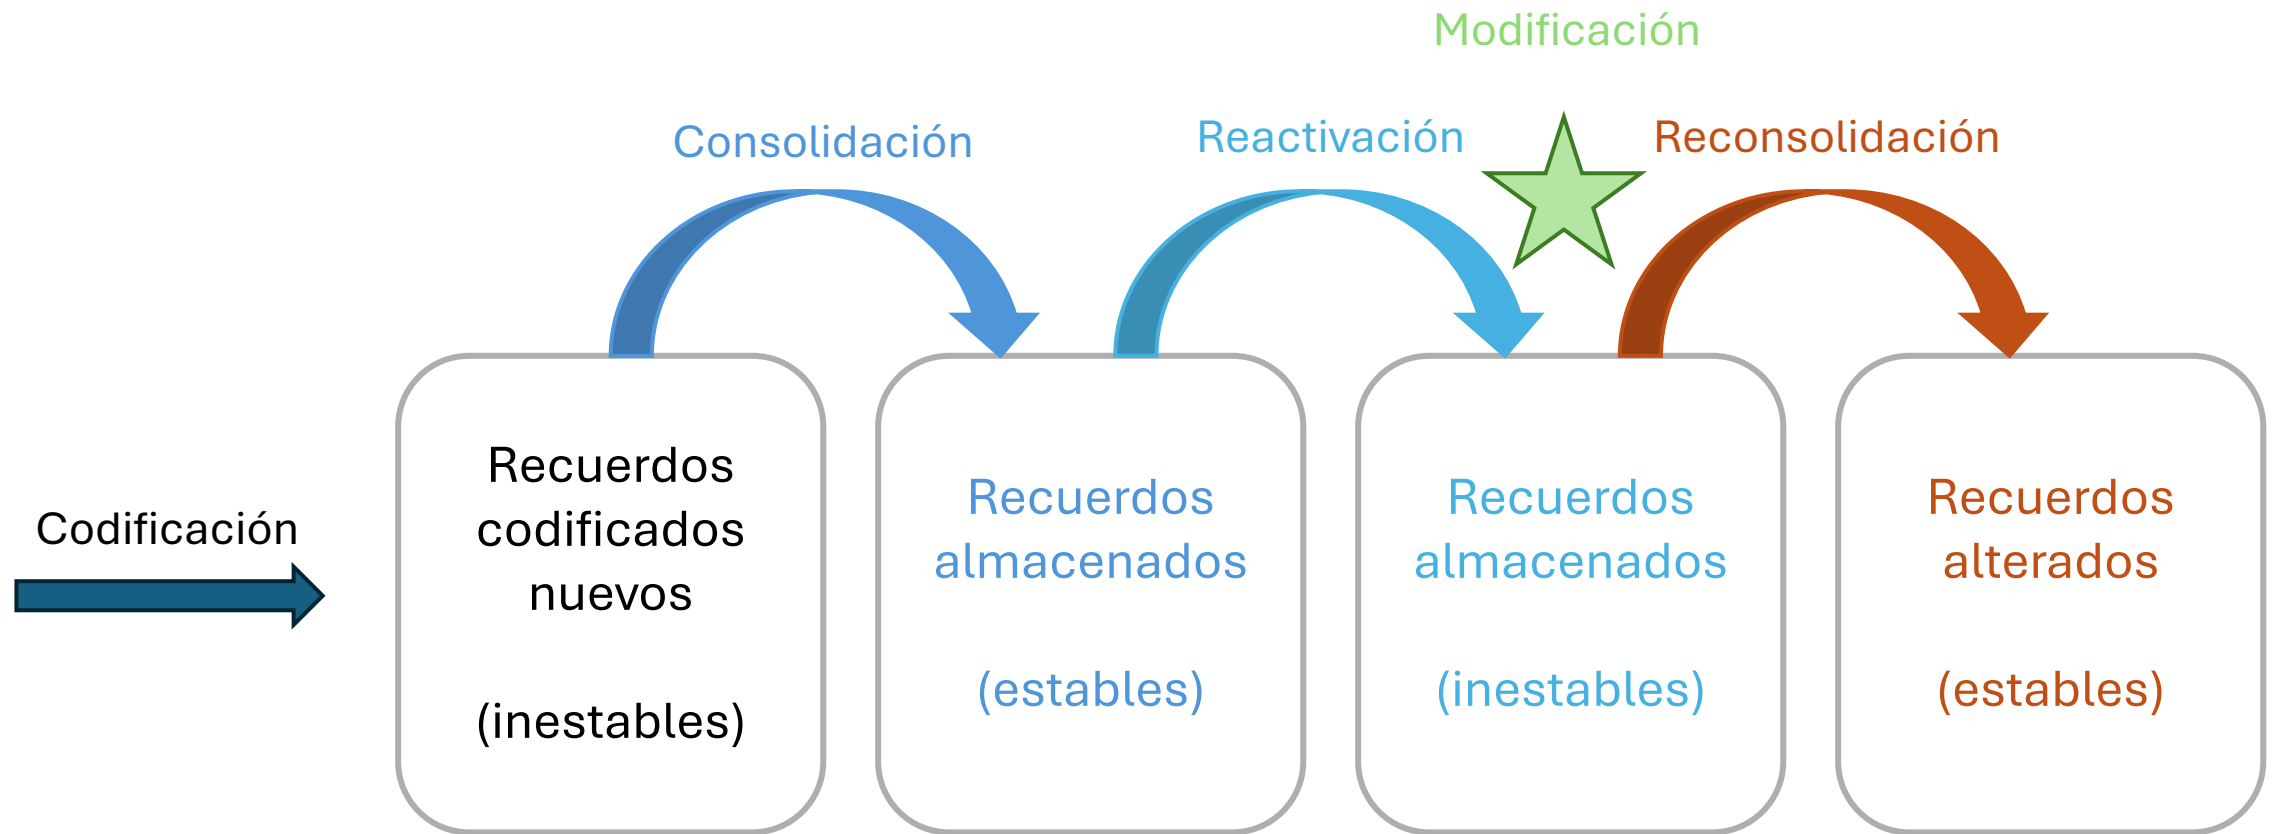 Modificación
Consolidación
Reactivación
Reconsolidación
Codificación
Recuerdos
codificados
nuevos
(inestables)
Recuerdos
almacenados
(estables)
Recuerdos
almacenados
(inestables)
Recuerdos
alterados
(estables)